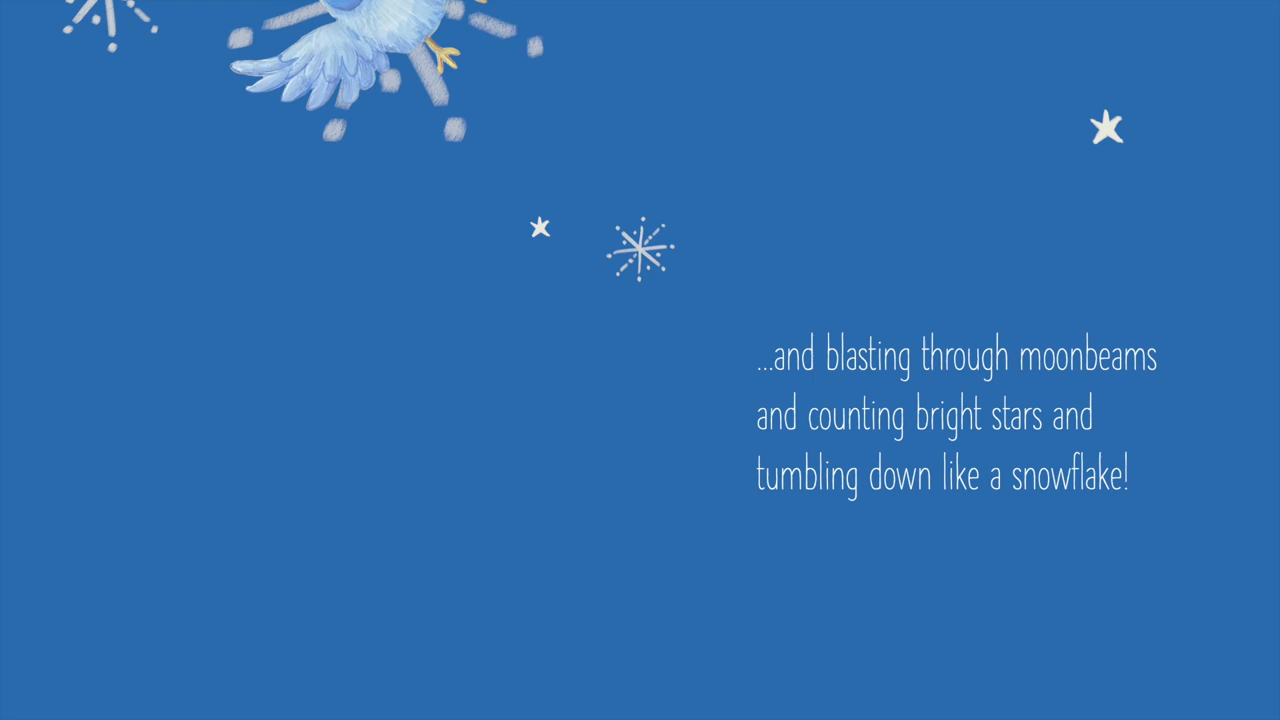 ...and blasting through moonbeams
and counting bright stars and
tumbling down like a snowflake!